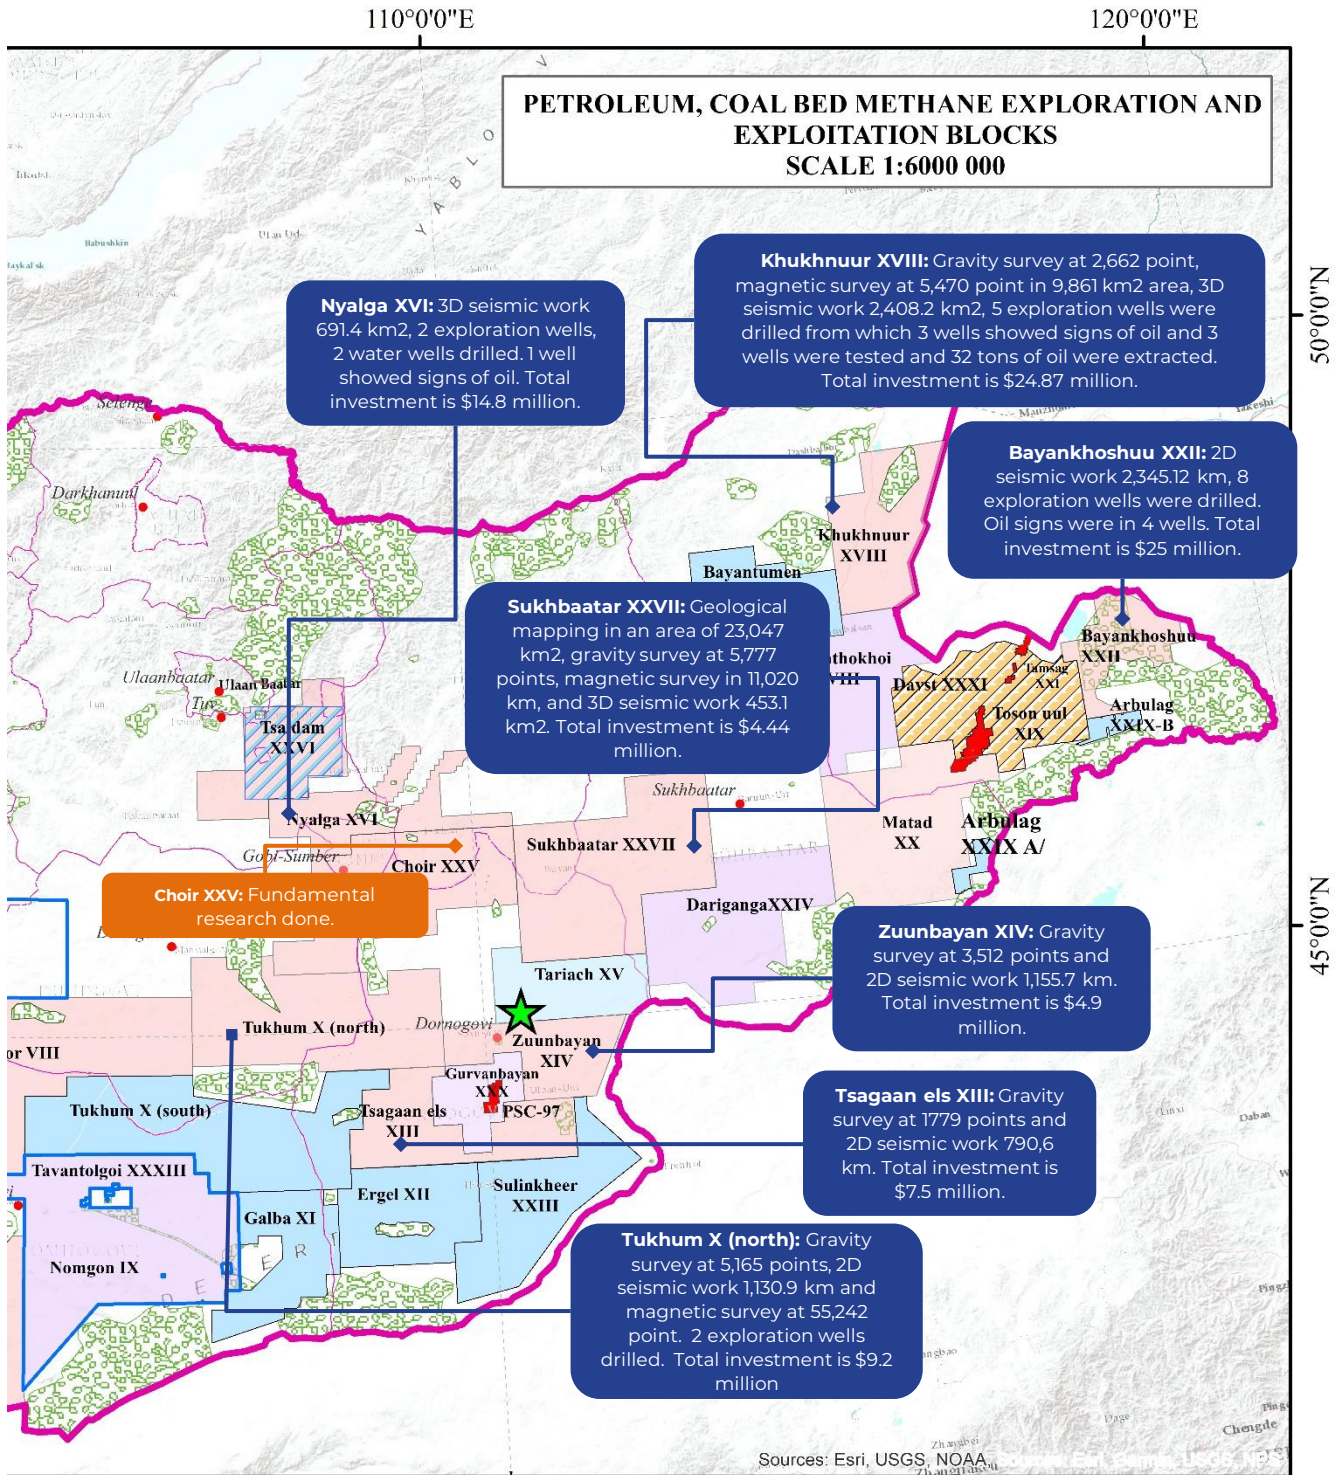 110°0'0"E
120°0'0"E
PETROLEUM, COAL BED METHANE EXPLORATION AND
EXPLOITATION BLOCKS
SCALE 1:6000 000
50°0'0"N
45°0'0"N
Y A B L O V
Babushkin
Irkutsk
Baykal'sk
Ulan Ud
Nyalga XVI: 3D seismic work
691.4 km2, 2 exploration wells,
2 water wells drilled. 1 well
showed signs of oil. Total
investment is $14.8 million.
Khukhnuur XVIII: Gravity survey at 2,662 point,
magnetic survey at 5,470 point in 9,861 km2 area, 3D
seismic work 2,408.2 km2, 5 exploration wells were
drilled from which 3 wells showed signs of oil and 3
wells were tested and 32 tons of oil were extracted.
Total investment is $24.87 million.
Yakeshi
Bayankhoshuu XXII: 2D
seismic work 2,345.12 km, 8
exploration wells were drilled.
Oil signs were in 4 wells. Total
investment is $25 million.
Selenge
Darkhanuul
Khukhnuur
XVIII
Bayantumen
Sukhbaatar XXVII: Geological
mapping in an area of 23,047
km2, gravity survey at 5,777
points, magnetic survey in 11,020
km, and 3D seismic work 453.1
km2. Total investment is $4.44
million.
Bayankhoshuu
XXII
Ulaanbaatar
Ulaan Baatar
Tuv
Tsaidam
XXVI
Davst XXXI
Tamsag
XXI
Toson uul
XIX
Arbulag
XXIX-B
Sukhbaatar
Nyalga XVI
Gobi-Sumber
Choir XXV
Sukhbaatar XXVII
Matad
XX
Arbulag
XXIX A/
Choir XXV: Fundamental
research done.
DarigangaXXIV
Zuunbayan XIV: Gravity
survey at 3,512 points and
2D seismic work 1,155.7 km.
Total investment is $4.9
million.
Tariach XV
Tukhum X (north)
Dornogovi
Zuunbayan
XIV
or VIII
Gurvanbayan
XXX
PSC-97
Tukhum X (south)
Tsagaan els
XIII
Tsagaan els XIII: Gravity
survey at 1779 points and
2D seismic work 790,6
km. Total investment is
$7.5 million.
Linxi
Daban
Tavantolgoi XXXIII
Ergel XII
Sulinkheer
XXIII
Galba XI
Nomgon IX
D E S E R T
Tukhum X (north): Gravity
survey at 5,165 points, 2D
seismic work 1,130.9 km and
magnetic survey at 55,242
point.  2 exploration wells
drilled.  Total investment is $9.2
million
Chengde
Zhangbei
Sources: Esri, USGS, NOAA,